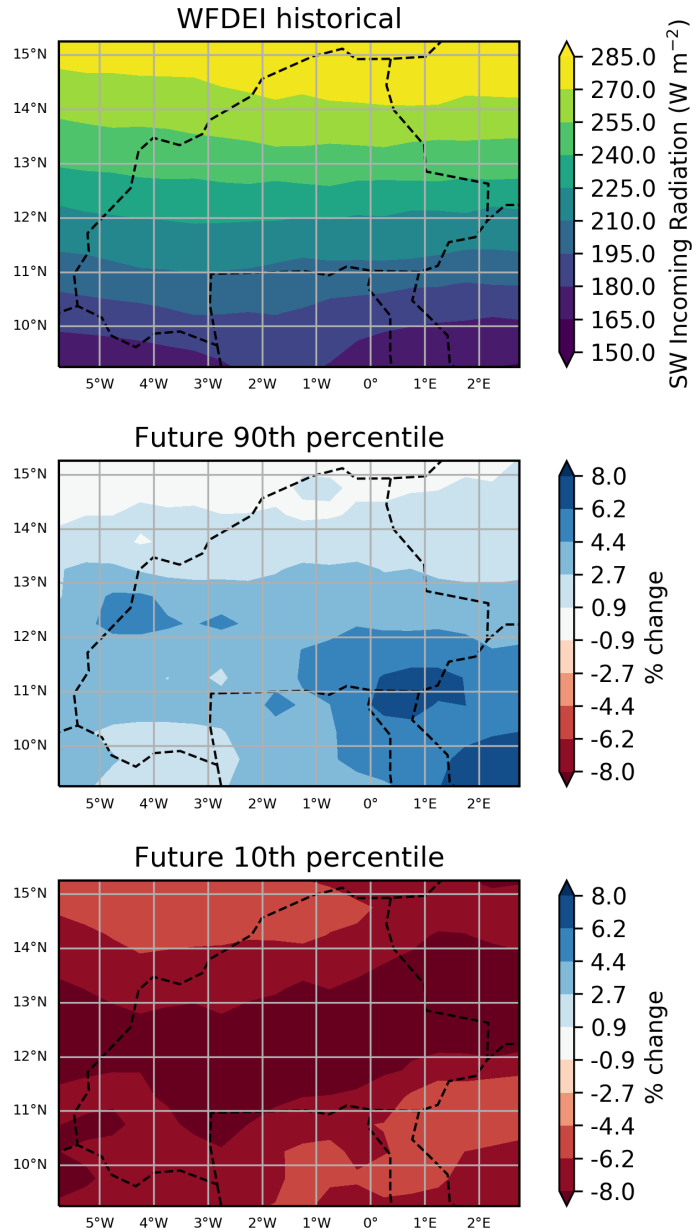 WFDEI historical
15°N
14°N
13°N
12°N
11°N
10°N
5°W 4°W 3°W 2°W 1°W 0° 1°E 2°E
285.0
270.0
255.0
240.0
225.0
210.0
195.0
180.0
165.0
150.0
SW Incoming Radiation (W m⁻²)
Future 90th percentile
15°N
14°N
13°N
12°N
11°N
10°N
5°W 4°W 3°W 2°W 1°W 0° 1°E 2°E
8.0
6.2
4.4
2.7
0.9
-0.9
-2.7
-4.4
-6.2
-8.0
% change
Future 10th percentile
15°N
14°N
13°N
12°N
11°N
10°N
5°W 4°W 3°W 2°W 1°W 0° 1°E 2°E
8.0
6.2
4.4
2.7
0.9
-0.9
-2.7
-4.4
-6.2
-8.0
% change